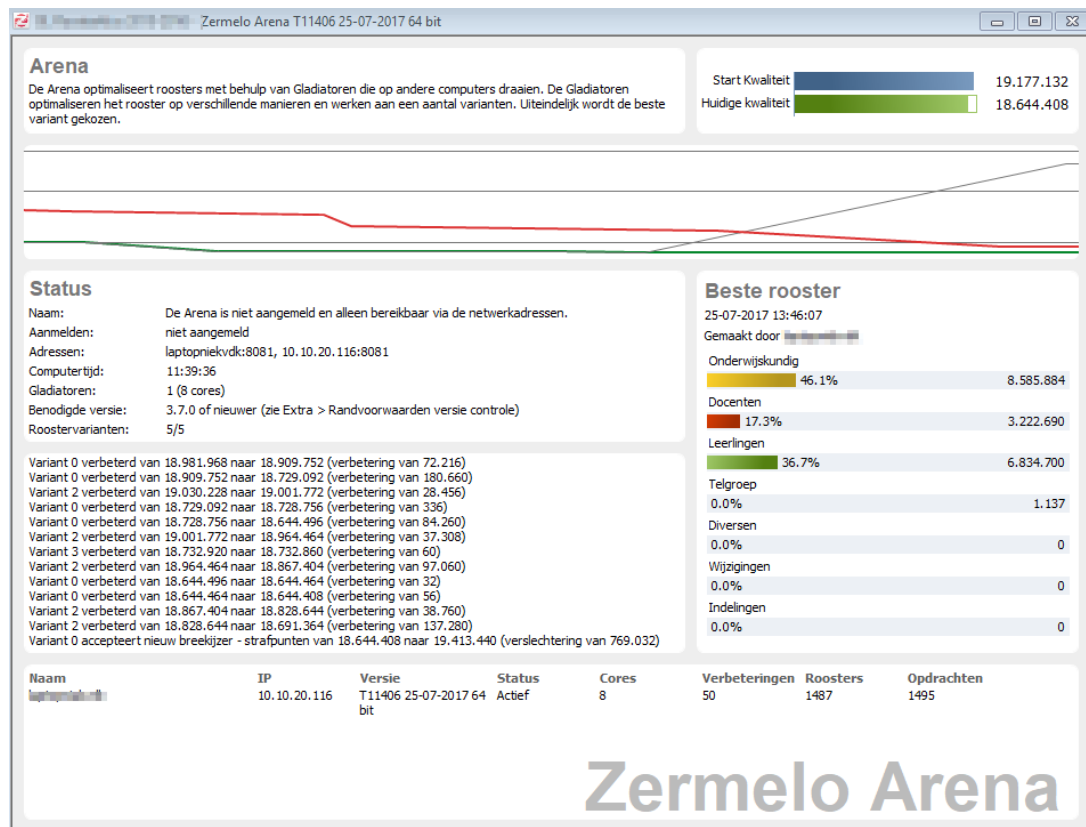 Zermelo Arena T11406 25-07-2017 64 bit
Arena
De Arena optimaliseert roosters met behulp van Gladiatoren die op andere computers draaien. De Gladiatoren
optimaliseren het rooster op verschillende manieren en werken aan een aantal varianten. Uiteindelijk wordt de beste
variant gekozen.
Start Kwaliteit 19.177.132
Huidige kwaliteit 18.644.408
Status
Naam: De Arena is niet aangemeld en alleen bereikbaar via de netwerkadressen.
Aanmelden: niet aangemeld
Adressen: laptopniekvdk:8081, 10.10.20.116:8081
Computertijd: 11:39:36
Gladiatoren: 1 (8 cores)
Benodigde versie: 3.7.0 of nieuwer (zie Extra > Randvoorwaarden versie controle)
Roostervarianten: 5/5
Beste rooster
25-07-2017 13:46:07
Gemaakt door
Onderwijskundig
46.1% 8.585.884
Docenten
17.3% 3.222.690
Leerlingen
36.7% 6.834.700
Telgroep
0.0% 1.137
Diversen
0.0% 0
Wijzigingen
0.0% 0
Indelingen
0.0% 0
Variant 0 verbeterd van 18.981.968 naar 18.909.752 (verbetering van 72.216)
Variant 0 verbeterd van 18.909.752 naar 18.729.092 (verbetering van 180.660)
Variant 2 verbeterd van 19.030.228 naar 19.001.772 (verbetering van 28.456)
Variant 0 verbeterd van 18.729.092 naar 18.728.756 (verbetering van 336)
Variant 0 verbeterd van 18.728.756 naar 18.644.496 (verbetering van 84.260)
Variant 2 verbeterd van 19.001.772 naar 18.964.464 (verbetering van 37.308)
Variant 3 verbeterd van 18.732.920 naar 18.732.860 (verbetering van 60)
Variant 2 verbeterd van 18.964.464 naar 18.867.404 (verbetering van 97.060)
Variant 0 verbeterd van 18.644.496 naar 18.644.464 (verbetering van 32)
Variant 0 verbeterd van 18.644.464 naar 18.644.408 (verbetering van 56)
Variant 2 verbeterd van 18.867.404 naar 18.828.644 (verbetering van 38.760)
Variant 2 verbeterd van 18.828.644 naar 18.691.364 (verbetering van 137.280)
Variant 0 accepteert nieuw breekijzer - strafpunten van 18.644.408 naar 19.413.440 (verslechtering van 769.032)
Naam IP Versie Status Cores Verbeteringen Roosters Opdrachten
10.10.20.116 T11406 25-07-2017 64 Actief 8 50 1487 1495
bit
Zermelo Arena